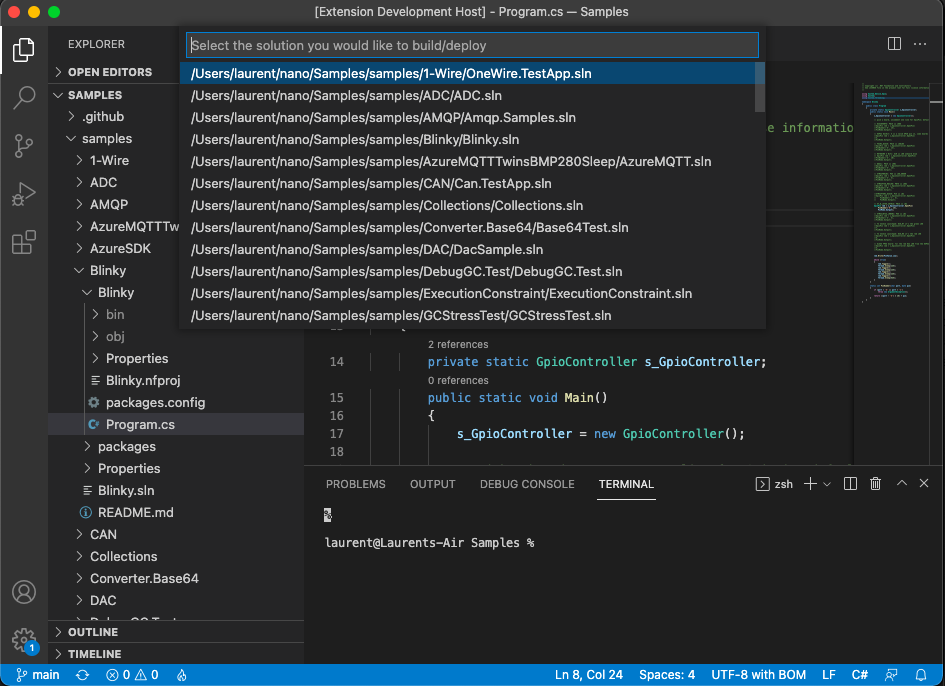 [Extension Development Host] - Program.cs — Samples
EXPLORER
OPEN EDITORS
SAMPLES
.github
samples
1-Wire
ADC
AMQP
AzureMQTTTw
AzureSDK
Blinky
Blinky
bin
obj
Properties
Blinky.nfproj
packages.config
Program.cs
packages
Properties
Blinky.sln
README.md
CAN
Collections
Converter.Base64
DAC
OUTLINE
TIMELINE
Select the solution you would like to build/deploy
/Users/laurent/nano/Samples/samples/1-Wire/OneWire.TestApp.sln
/Users/laurent/nano/Samples/samples/ADC/ADC.sln
/Users/laurent/nano/Samples/samples/AMQP/Amqp.Samples.sln
/Users/laurent/nano/Samples/samples/Blinky/Blinky.sln
/Users/laurent/nano/Samples/samples/AzureMQTTTwinsBMP280Sleep/AzureMQTT.sln
/Users/laurent/nano/Samples/samples/CAN/Can.TestApp.sln
/Users/laurent/nano/Samples/samples/Collections/Collections.sln
/Users/laurent/nano/Samples/samples/Converter.Base64/Base64Test.sln
/Users/laurent/nano/Samples/samples/DAC/DacSample.sln
/Users/laurent/nano/Samples/samples/DebugGC.Test/DebugGC.Test.sln
/Users/laurent/nano/Samples/samples/ExecutionConstraint/ExecutionConstraint.sln
/Users/laurent/nano/Samples/samples/GCStressTest/GCStressTest.sln
e information
2 references
14 private static GpioController s_GpioController;
0 references
15 public static void Main()
16 {
17 s_GpioController = new GpioController();
18
PROBLEMS OUTPUT DEBUG CONSOLE TERMINAL zsh
%
laurent@Laurents-Air Samples %
1
main 0 0 Ln 8, Col 24 Spaces: 4 UTF-8 with BOM LF C#